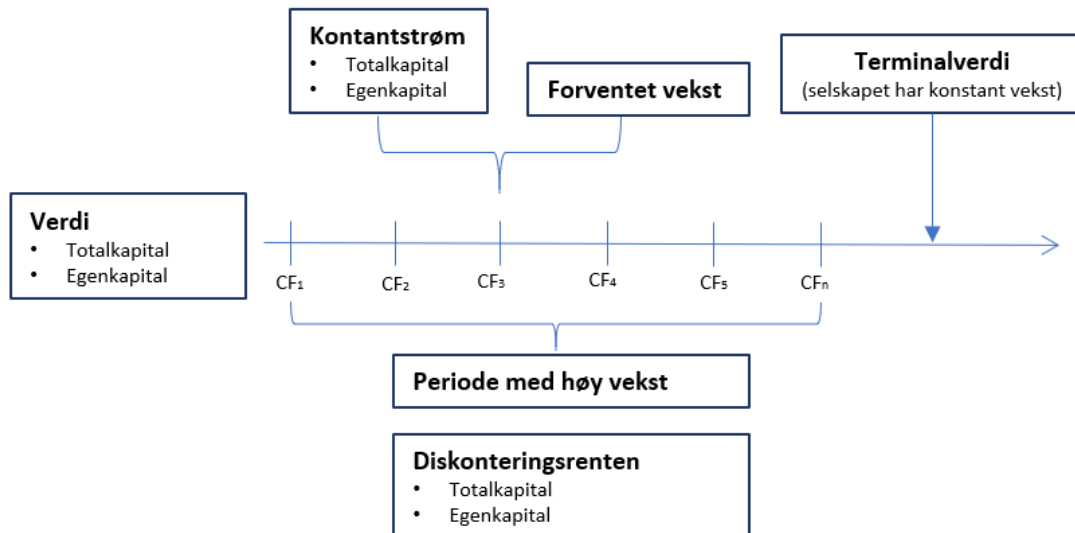 Kontantstrøm
• Totalkapital
• Egenkapital
Forventet vekst
Terminalverdi
(selskapet har konstant vekst)
Verdi
• Totalkapital
• Egenkapital
CF₁ CF₂ CF₃ CF₄ CF₅ CFₙ
Periode med høy vekst
Diskonteringsrenten
• Totalkapital
• Egenkapital